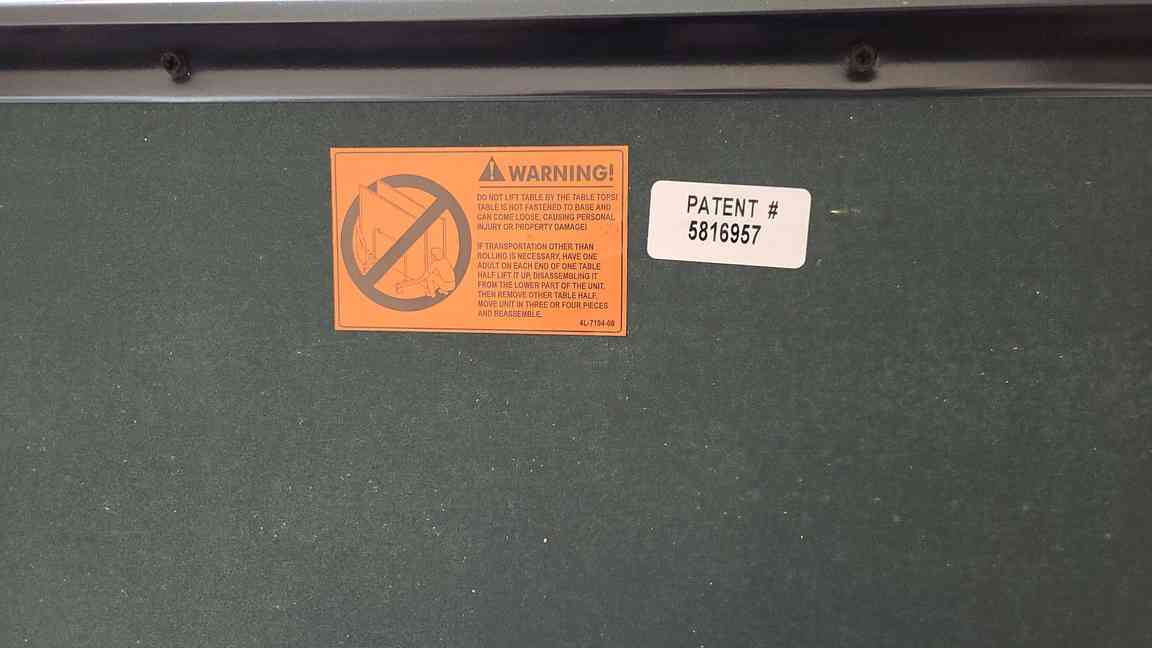 WARNING!
DO NOT LIFT TABLE BY THE TABLE TOPS!
TABLE IS NOT FASTENED TO BASE AND
CAN COME LOOSE, CAUSING PERSONAL
INJURY OR PROPERTY DAMAGE!
IF TRANSPORTATION OTHER THAN
ROLLING IS NECESSARY, HAVE ONE
ADULT ON EACH END OF ONE TABLE
HALF LIFT IT UP, DISASSEMBLING IT
FROM THE LOWER PART OF THE UNIT.
THEN REMOVE OTHER TABLE HALF.
MOVE UNIT IN THREE OR FOUR PIECES
AND REASSEMBLE.
4L-7194-00
PATENT #
5816957